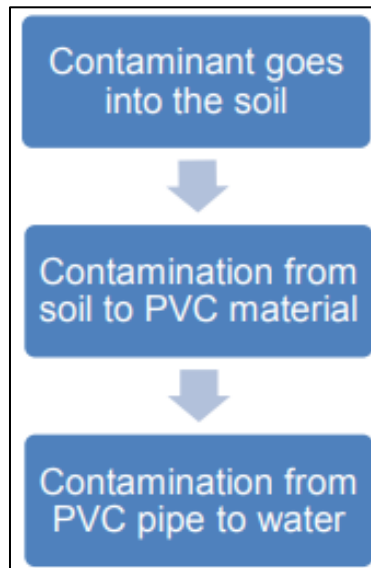 Contaminant goes
into the soil
Contamination from
soil to PVC material
Contamination from
PVC pipe to water